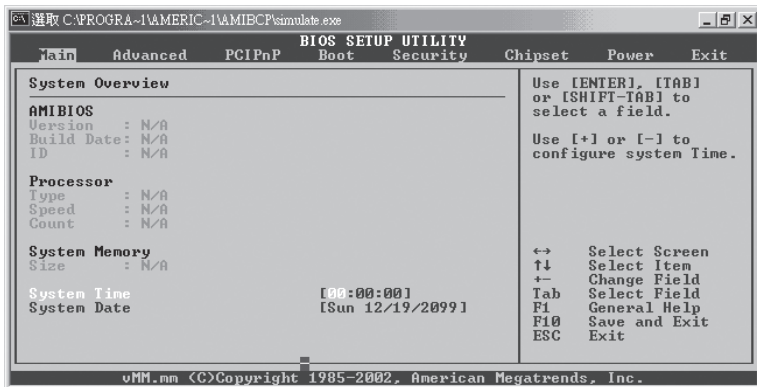 選取 C:\PROGRA~1\AMERIC~1\AMIBCP\simulate.exe
BIOS SETUP UTILITY
Main Advanced PCIPnP Boot Security Chipset Power Exit
System Overview
AMIBIOS
Version : N/A
Build Date: N/A
ID : N/A
Processor
Type : N/A
Speed : N/A
Count : N/A
System Memory
Size : N/A
System Time [00:00:00]
System Date [Sun 12/19/2099]
Use [ENTER], [TAB]
or [SHIFT-TAB] to
select a field.
Use [+] or [-] to
configure system Time.
←→ Select Screen
↑↓ Select Item
+- Change Field
Tab Select Field
F1 General Help
F10 Save and Exit
ESC Exit
vMM.mm (C)Copyright 1985-2002, American Megatrends, Inc.